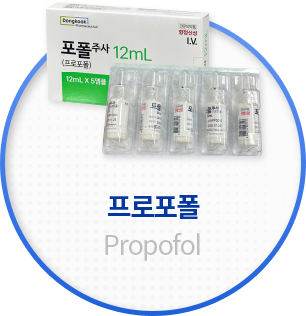 Dongkook
전문의약품
향정신성
포폴주사 12mL
(프로포폴)
I.V.
12mL X 5앰플
프로포폴
Propofol